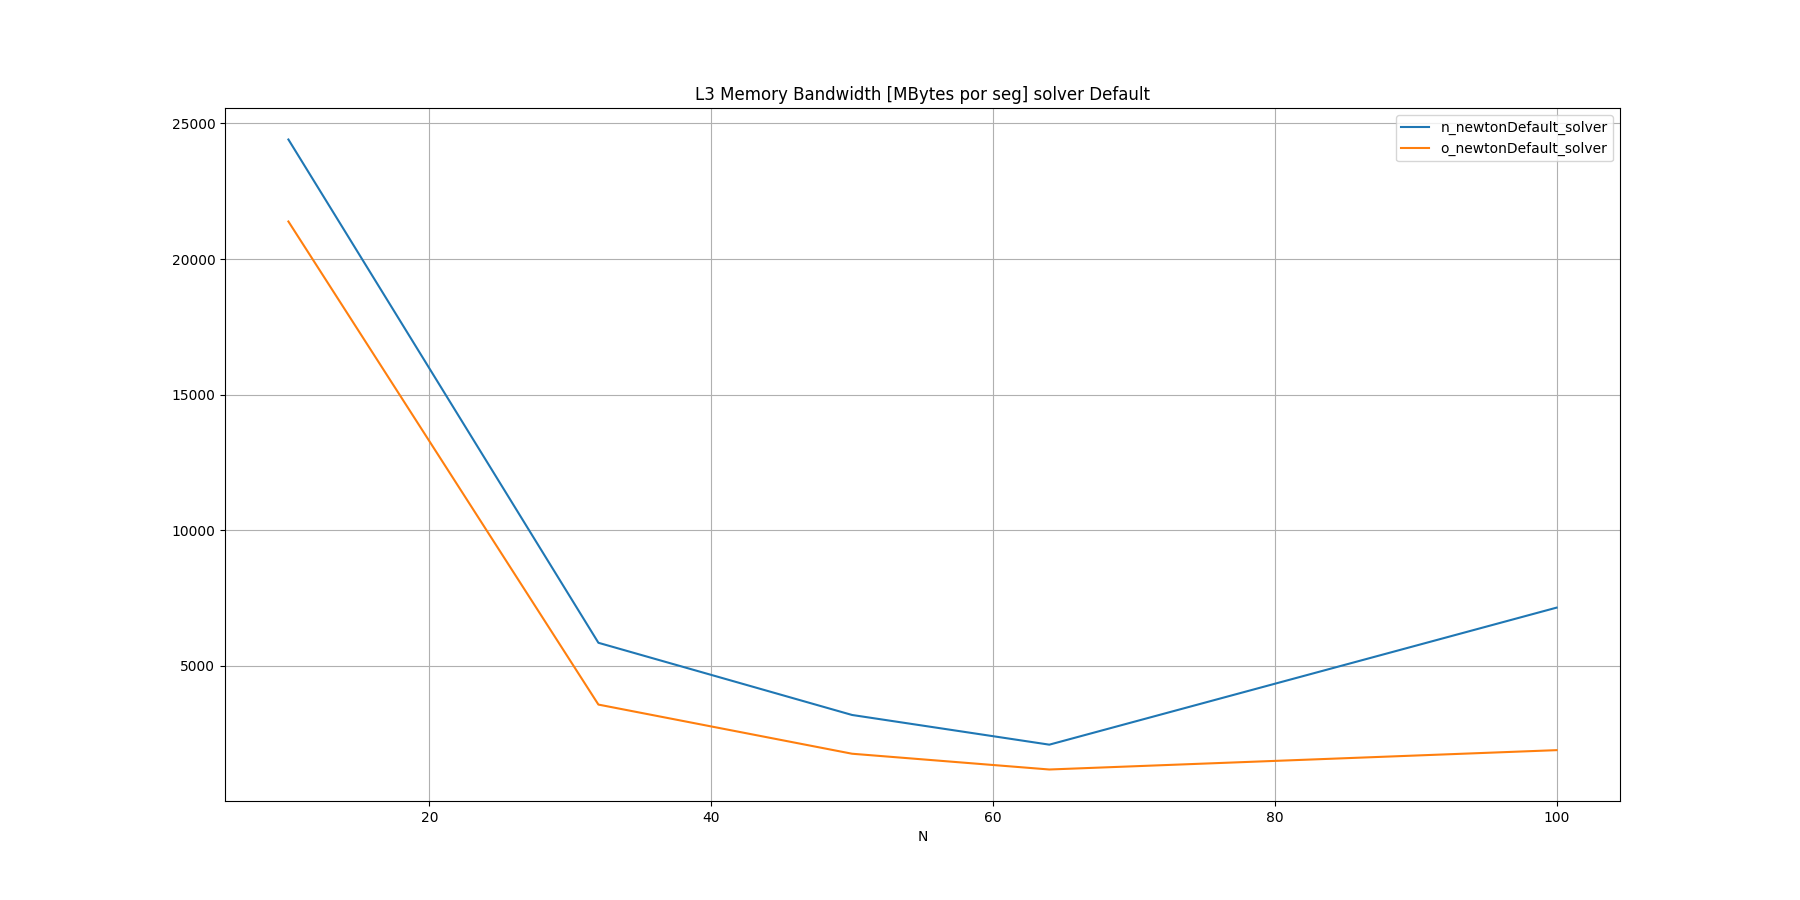 L3 Memory Bandwidth [MBytes por seg] solver Default
n_newtonDefault_solver
o_newtonDefault_solver
25000
20000
15000
10000
5000
20 40 60 80 100
N